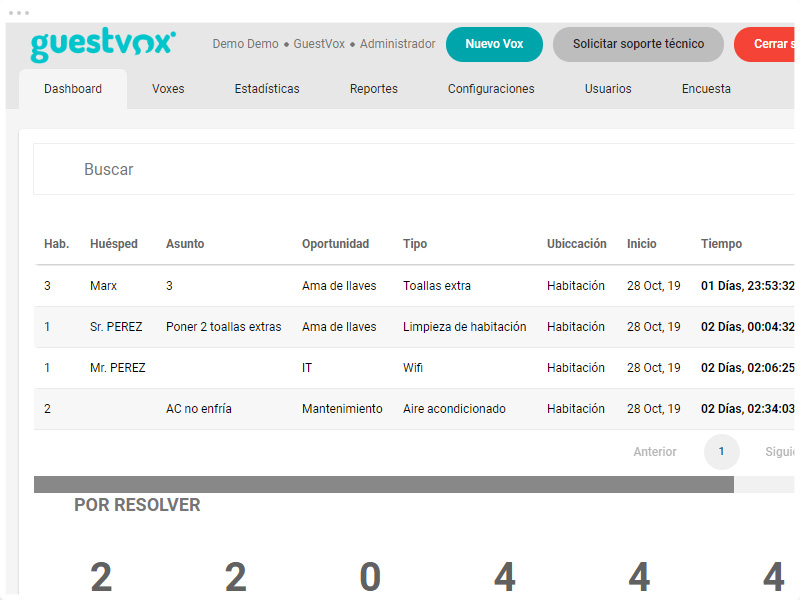 guestvox
Demo Demo • GuestVox • Administrador
Nuevo Vox
Solicitar soporte técnico
Cerrar s
Dashboard Voxes Estadísticas Reportes Configuraciones Usuarios Encuesta
Buscar
Hab. Huésped Asunto Oportunidad Tipo Ubiccación Inicio Tiempo
3 Marx 3 Ama de llaves Toallas extra Habitación 28 Oct, 19 01 Días, 23:53:32
1 Sr. PEREZ Poner 2 toallas extras Ama de llaves Limpieza de habitación Habitación 28 Oct, 19 02 Días, 00:04:32
1 Mr. PEREZ IT Wifi Habitación 28 Oct, 19 02 Días, 02:06:25
2 AC no enfría Mantenimiento Aire acondicionado Habitación 28 Oct, 19 02 Días, 02:34:03
Anterior 1 Sigui
POR RESOLVER
2 2 0 4 4 4